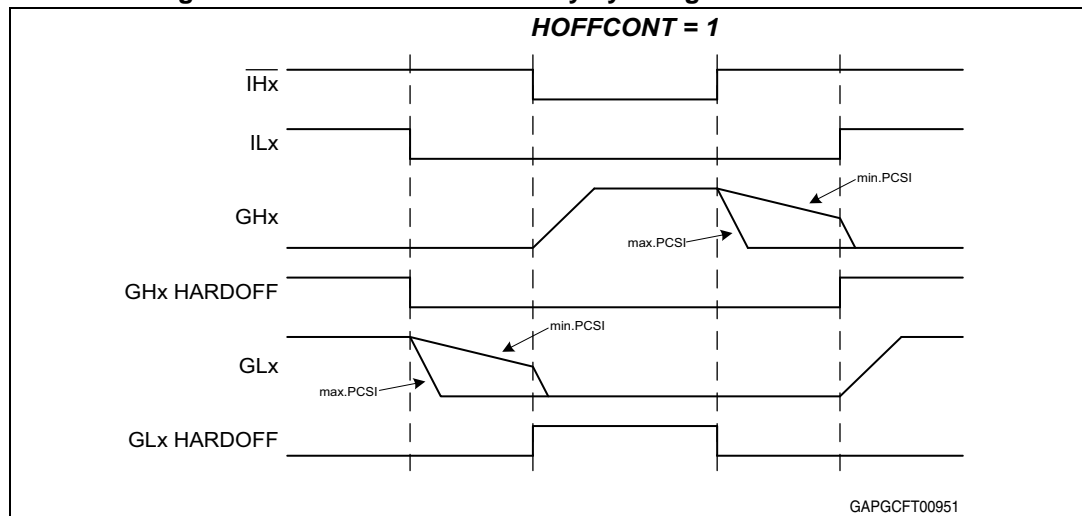 HOFFCONT = 1
IHx
ILx
min.PCSI
GHx
max.PCSI
GHx HARDOFF
min.PCSI
GLx
max.PCSI
GLx HARDOFF
GAPGCFT00951